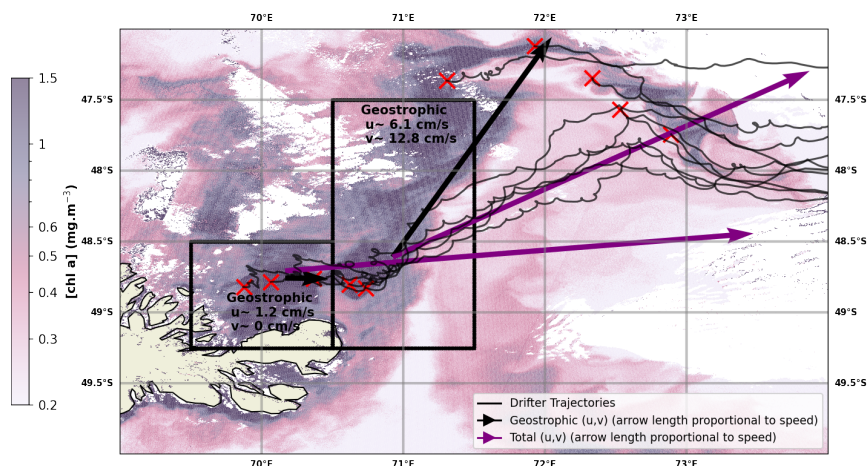 70°E 71°E 72°E 73°E
1.5
1
0.6
0.5
0.4
0.3
0.2
[chl a] (mg.m⁻³)
47.5°S
48°S
48.5°S
49°S
49.5°S
Geostrophic
u~ 6.1 cm/s
v~ 12.8 cm/s
Geostrophic
u~ 1.2 cm/s
v~ 0 cm/s
47.5°S
48°S
48.5°S
49°S
49.5°S
Drifter Trajectories
Geostrophic (u,v) (arrow length proportional to speed)
Total (u,v) (arrow length proportional to speed)
70°E 71°E 72°E 73°E